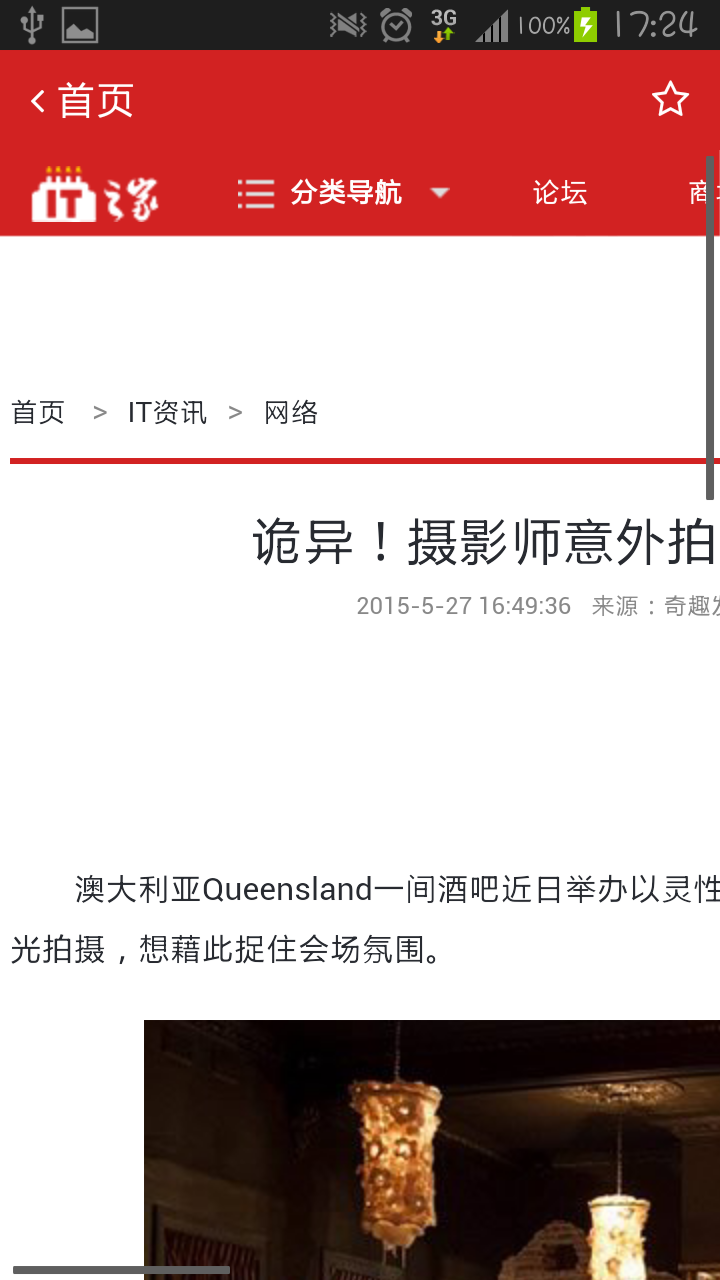 3G 100% 17:24
首页
IT之家 分类导航 论坛 商
首页 > IT资讯 > 网络
诡异！摄影师意外拍
2015-5-27 16:49:36 来源：奇趣
澳大利亚Queensland一间酒吧近日举办以灵性
光拍摄，想藉此捉住会场氛围。